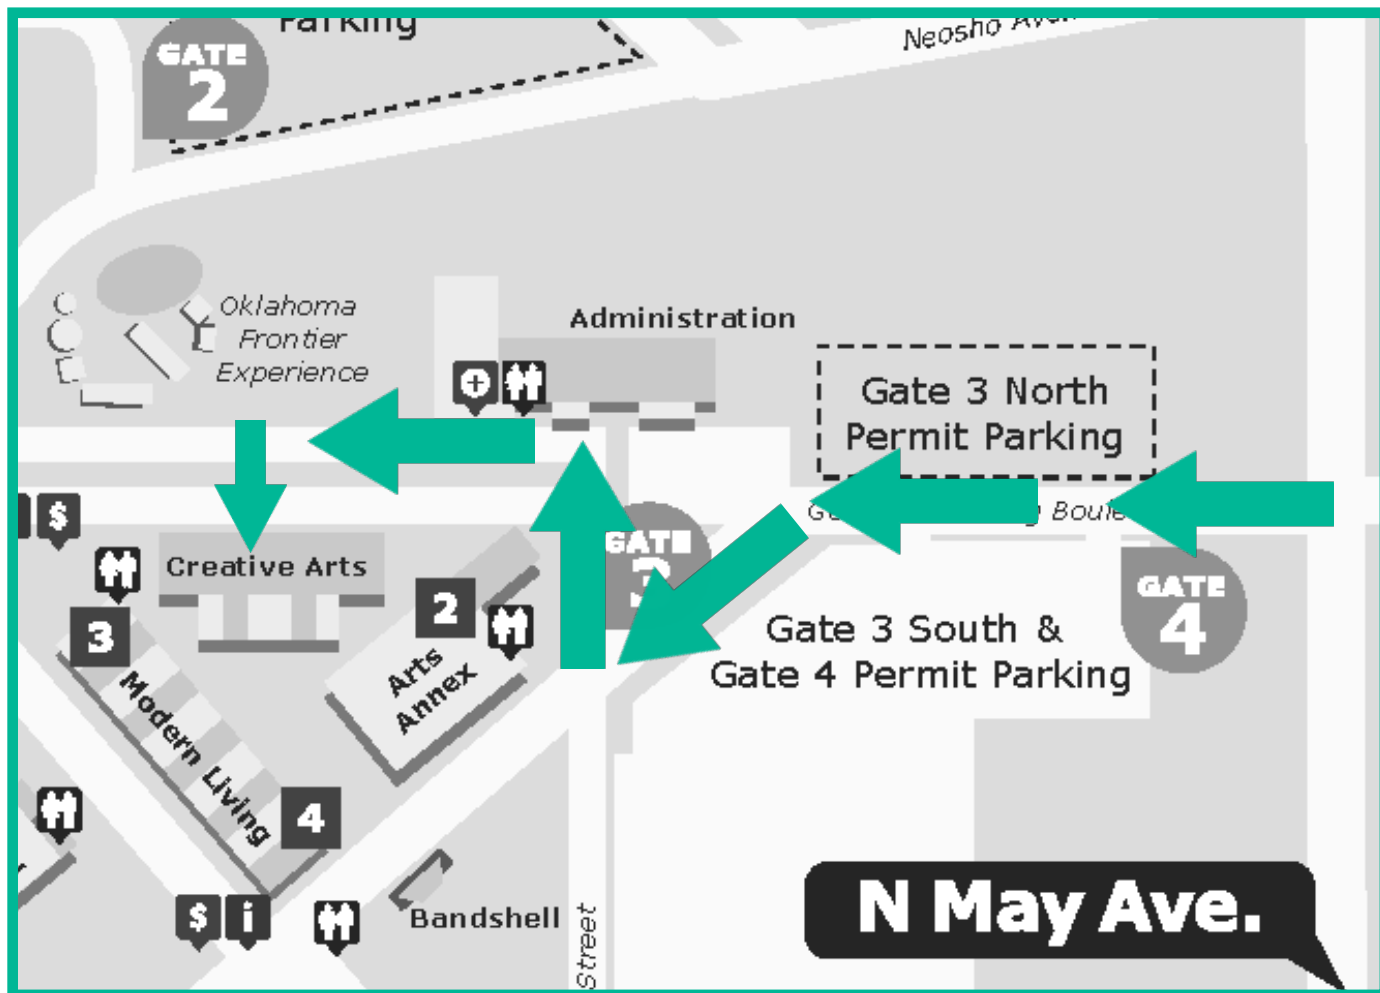 Parking
GATE
2
Neosho
Oklahoma
Frontier
Experience
Administration
Gate 3 North
Permit Parking
$
GATE
3
GATE
4
Creative Arts
2
3
Arts
Annex
Gate 3 South &
Gate 4 Permit Parking
Modern Living
4
$ i
Bandshell
Street
N May Ave.